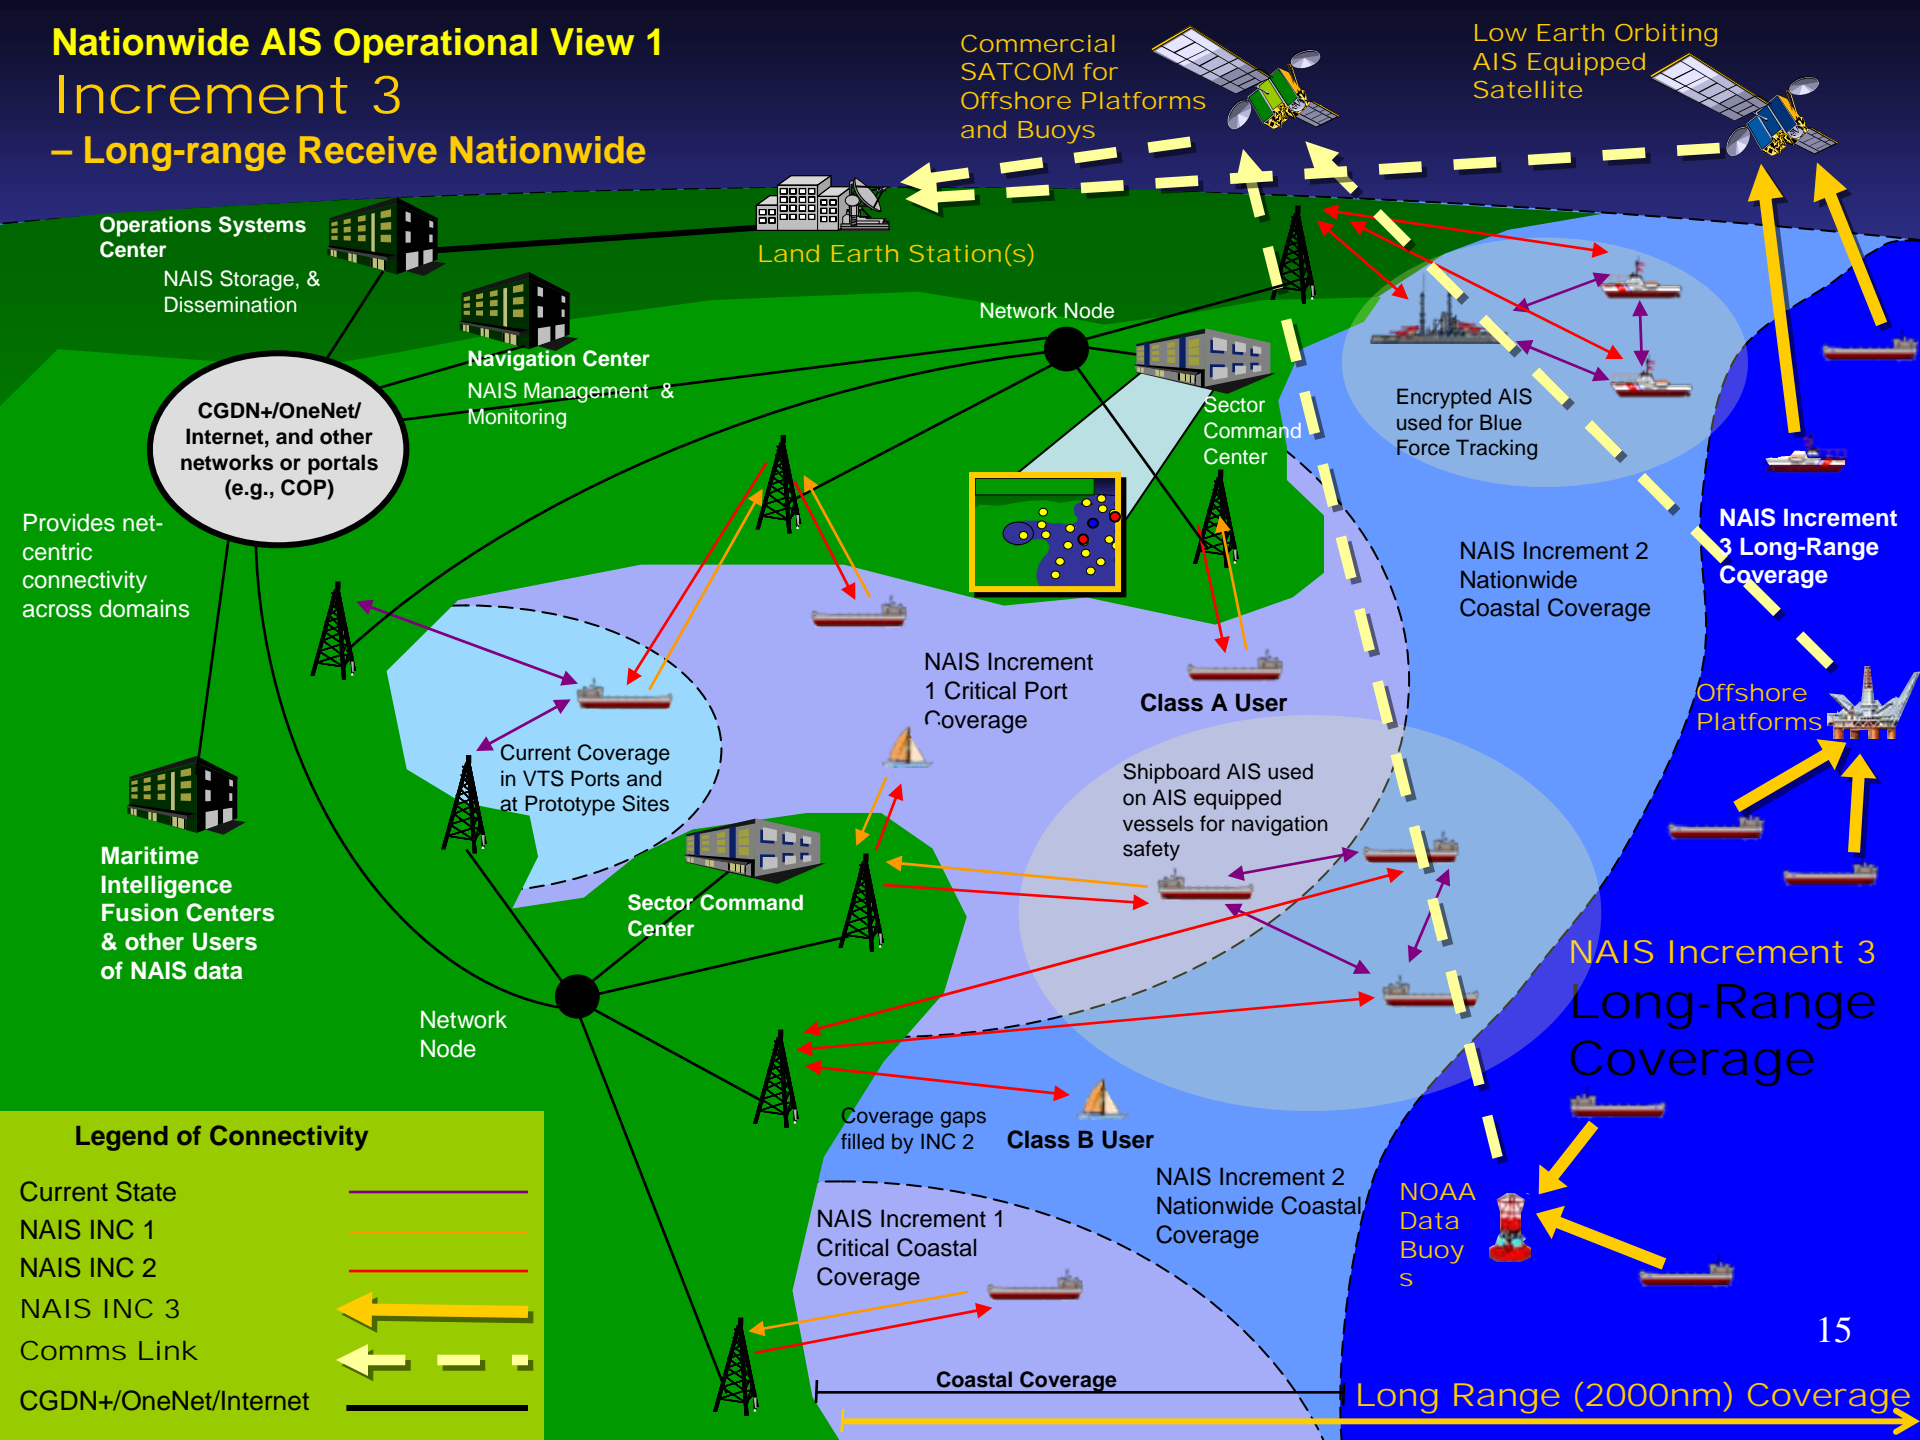 Nationwide AIS Operational View 1
Increment 3
– Long-range Receive Nationwide
Commercial
SATCOM for
Offshore Platforms
and Buoys
Low Earth Orbiting
AIS Equipped
Satellite
Operations Systems
Center
NAIS Storage, &
Dissemination
Land Earth Station(s)
Network Node
Navigation Center
NAIS Management &
Monitoring
CGDN+/OneNet/
Internet, and other
networks or portals
(e.g., COP)
Sector
Command
Center
Encrypted AIS
used for Blue
Force Tracking
Provides net-
centric
connectivity
across domains
NAIS Increment
3 Long-Range
Coverage
NAIS Increment 2
Nationwide
Coastal Coverage
NAIS Increment
1 Critical Port
Coverage
Class A User
Offshore
Platforms
Current Coverage
in VTS Ports and
at Prototype Sites
Shipboard AIS used
on AIS equipped
vessels for navigation
safety
Maritime
Intelligence
Fusion Centers
& other Users
of NAIS data
Sector Command
Center
NAIS Increment 3
Long-Range
Coverage
Network
Node
Coverage gaps
filled by INC 2
Class B User
NAIS Increment 2
Nationwide Coastal
Coverage
NOAA
Data
Buoy
s
NAIS Increment 1
Critical Coastal
Coverage
Legend of Connectivity
Current State
NAIS INC 1
NAIS INC 2
NAIS INC 3
Comms Link
CGDN+/OneNet/Internet
15
Coastal Coverage
Long Range (2000nm) Coverage